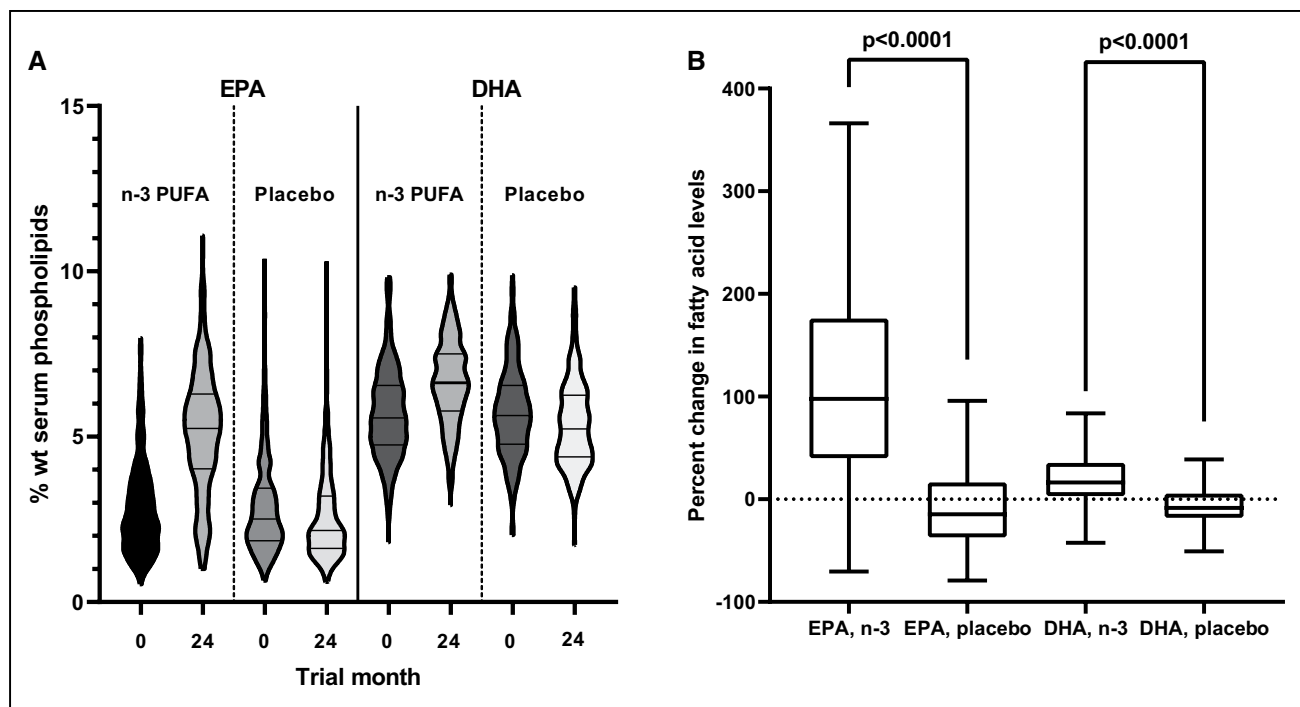 A
EPA
DHA
n-3 PUFA
Placebo
n-3 PUFA
Placebo
15
10
5
0
% wt serum phospholipids
0
24
0
24
0
24
0
24
Trial month
B
p<0.0001
p<0.0001
400
300
200
100
0
-100
Percent change in fatty acid levels
EPA, n-3
EPA, placebo
DHA, n-3
DHA, placebo